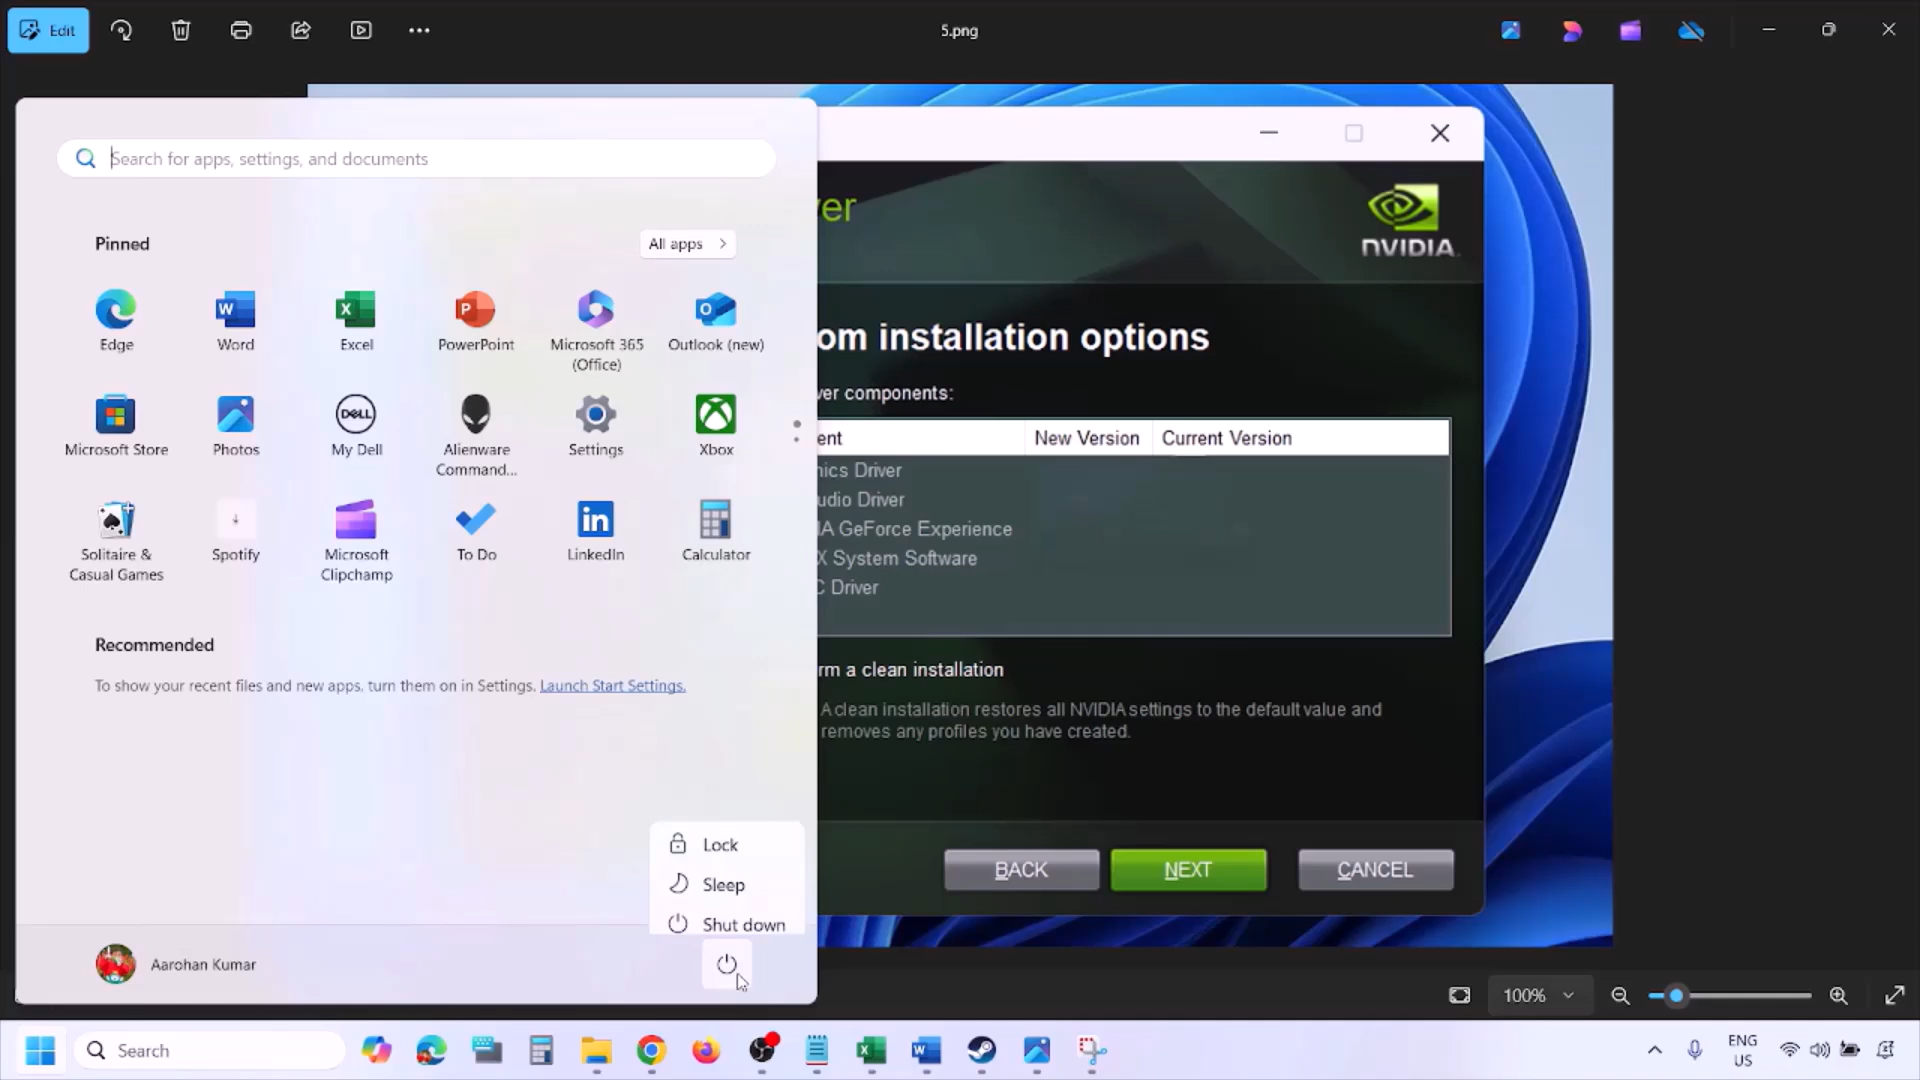 Edit
5.png
Search for apps, settings, and documents
Pinned
All apps
Edge
Word
Excel
PowerPoint
Microsoft 365
(Office)
Outlook (new)
Microsoft Store
Photos
My Dell
Alienware
Command...
Settings
Xbox
Solitaire &
Casual Games
Spotify
Microsoft
Clipchamp
To Do
LinkedIn
Calculator
Recommended
To show your recent files and new apps, turn them on in Settings. Launch Start Settings.
Lock
Sleep
Shut down
Aarohan Kumar
ver
NVIDIA.
om installation options
ver components:
ent New Version Current Version
nics Driver
udio Driver
IA GeForce Experience
X System Software
C Driver
rm a clean installation
A clean installation restores all NVIDIA settings to the default value and
removes any profiles you have created.
BACK
NEXT
CANCEL
100%
Search
ENG
US